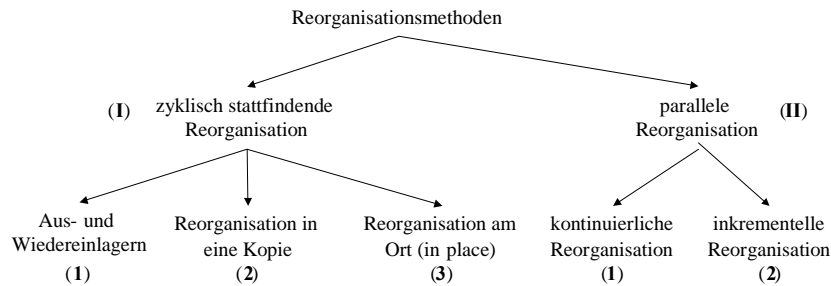 Reorganisationsmethoden
(I) zyklisch stattfindende
Reorganisation
parallele (II)
Reorganisation
Aus- und
Wiedereinlagern
(1)
Reorganisation in
eine Kopie
(2)
Reorganisation am
Ort (in place)
(3)
kontinuierliche
Reorganisation
(1)
inkrementelle
Reorganisation
(2)